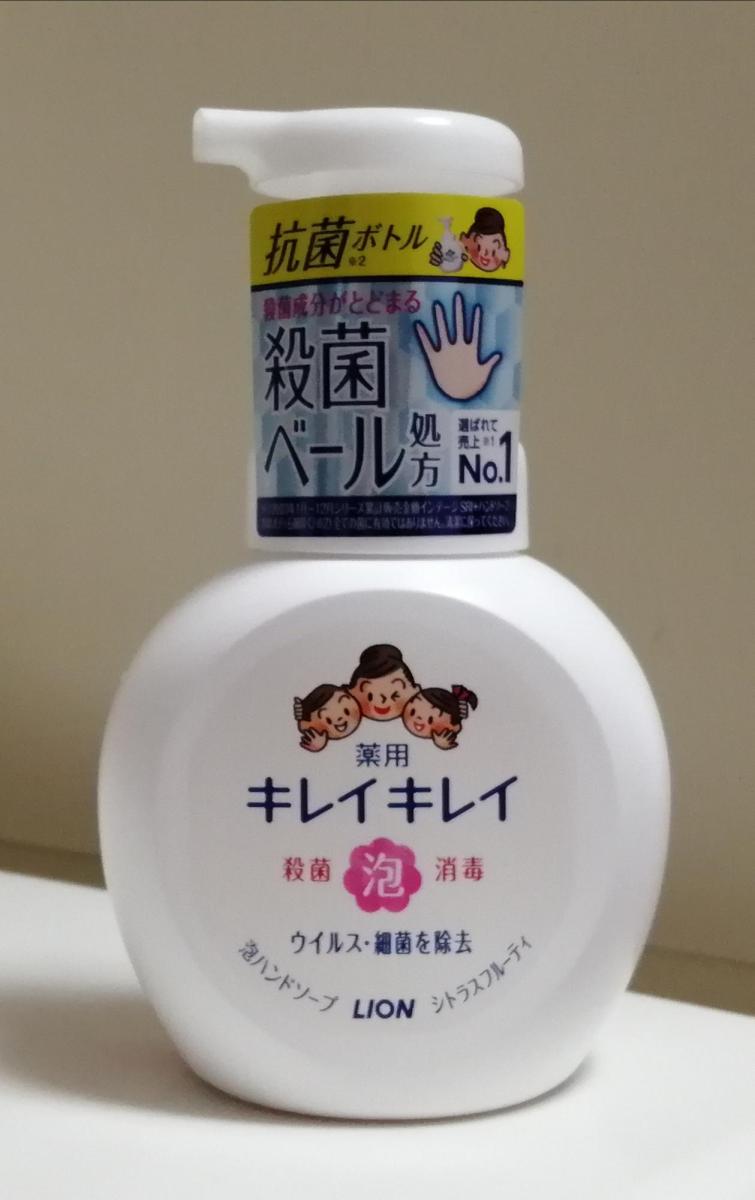 抗菌ボトル
※2
殺菌成分がとどまる
殺菌
ベール処方
選ばれて
売上※1
No.1
薬用
キレイキレイ
殺菌 泡 消毒
ウイルス・細菌を除去
泡ハンドソープ LION シトラスフルーティ